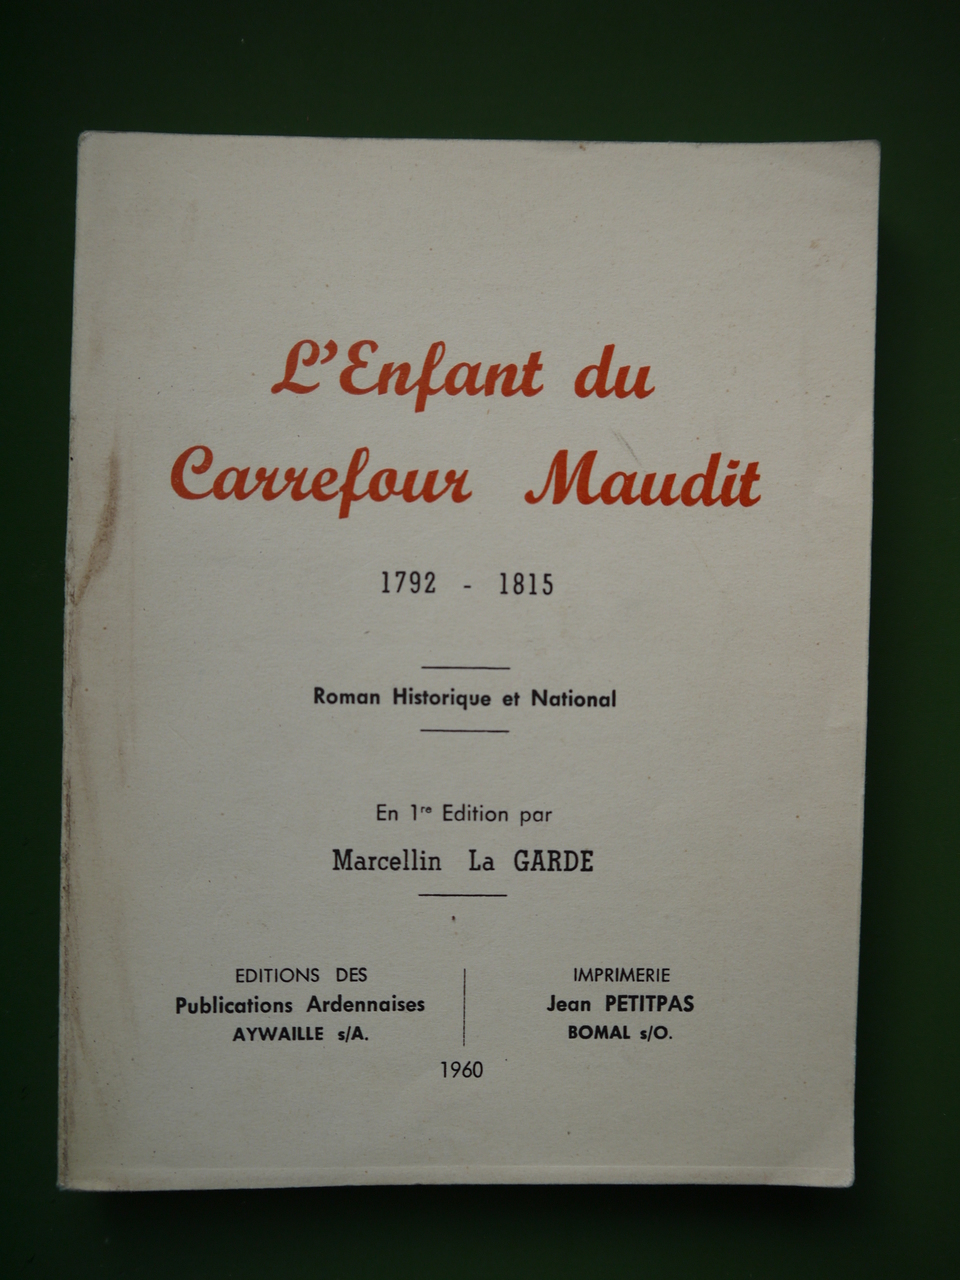 L'Enfant du
Carrefour Maudit
1792 - 1815
Roman Historique et National
En 1re Edition par
Marcellin La GARDE
EDITIONS DES
Publications Ardennaises
AYWAILLE s/A.
IMPRIMERIE
Jean PETITPAS
BOMAL s/O.
1960